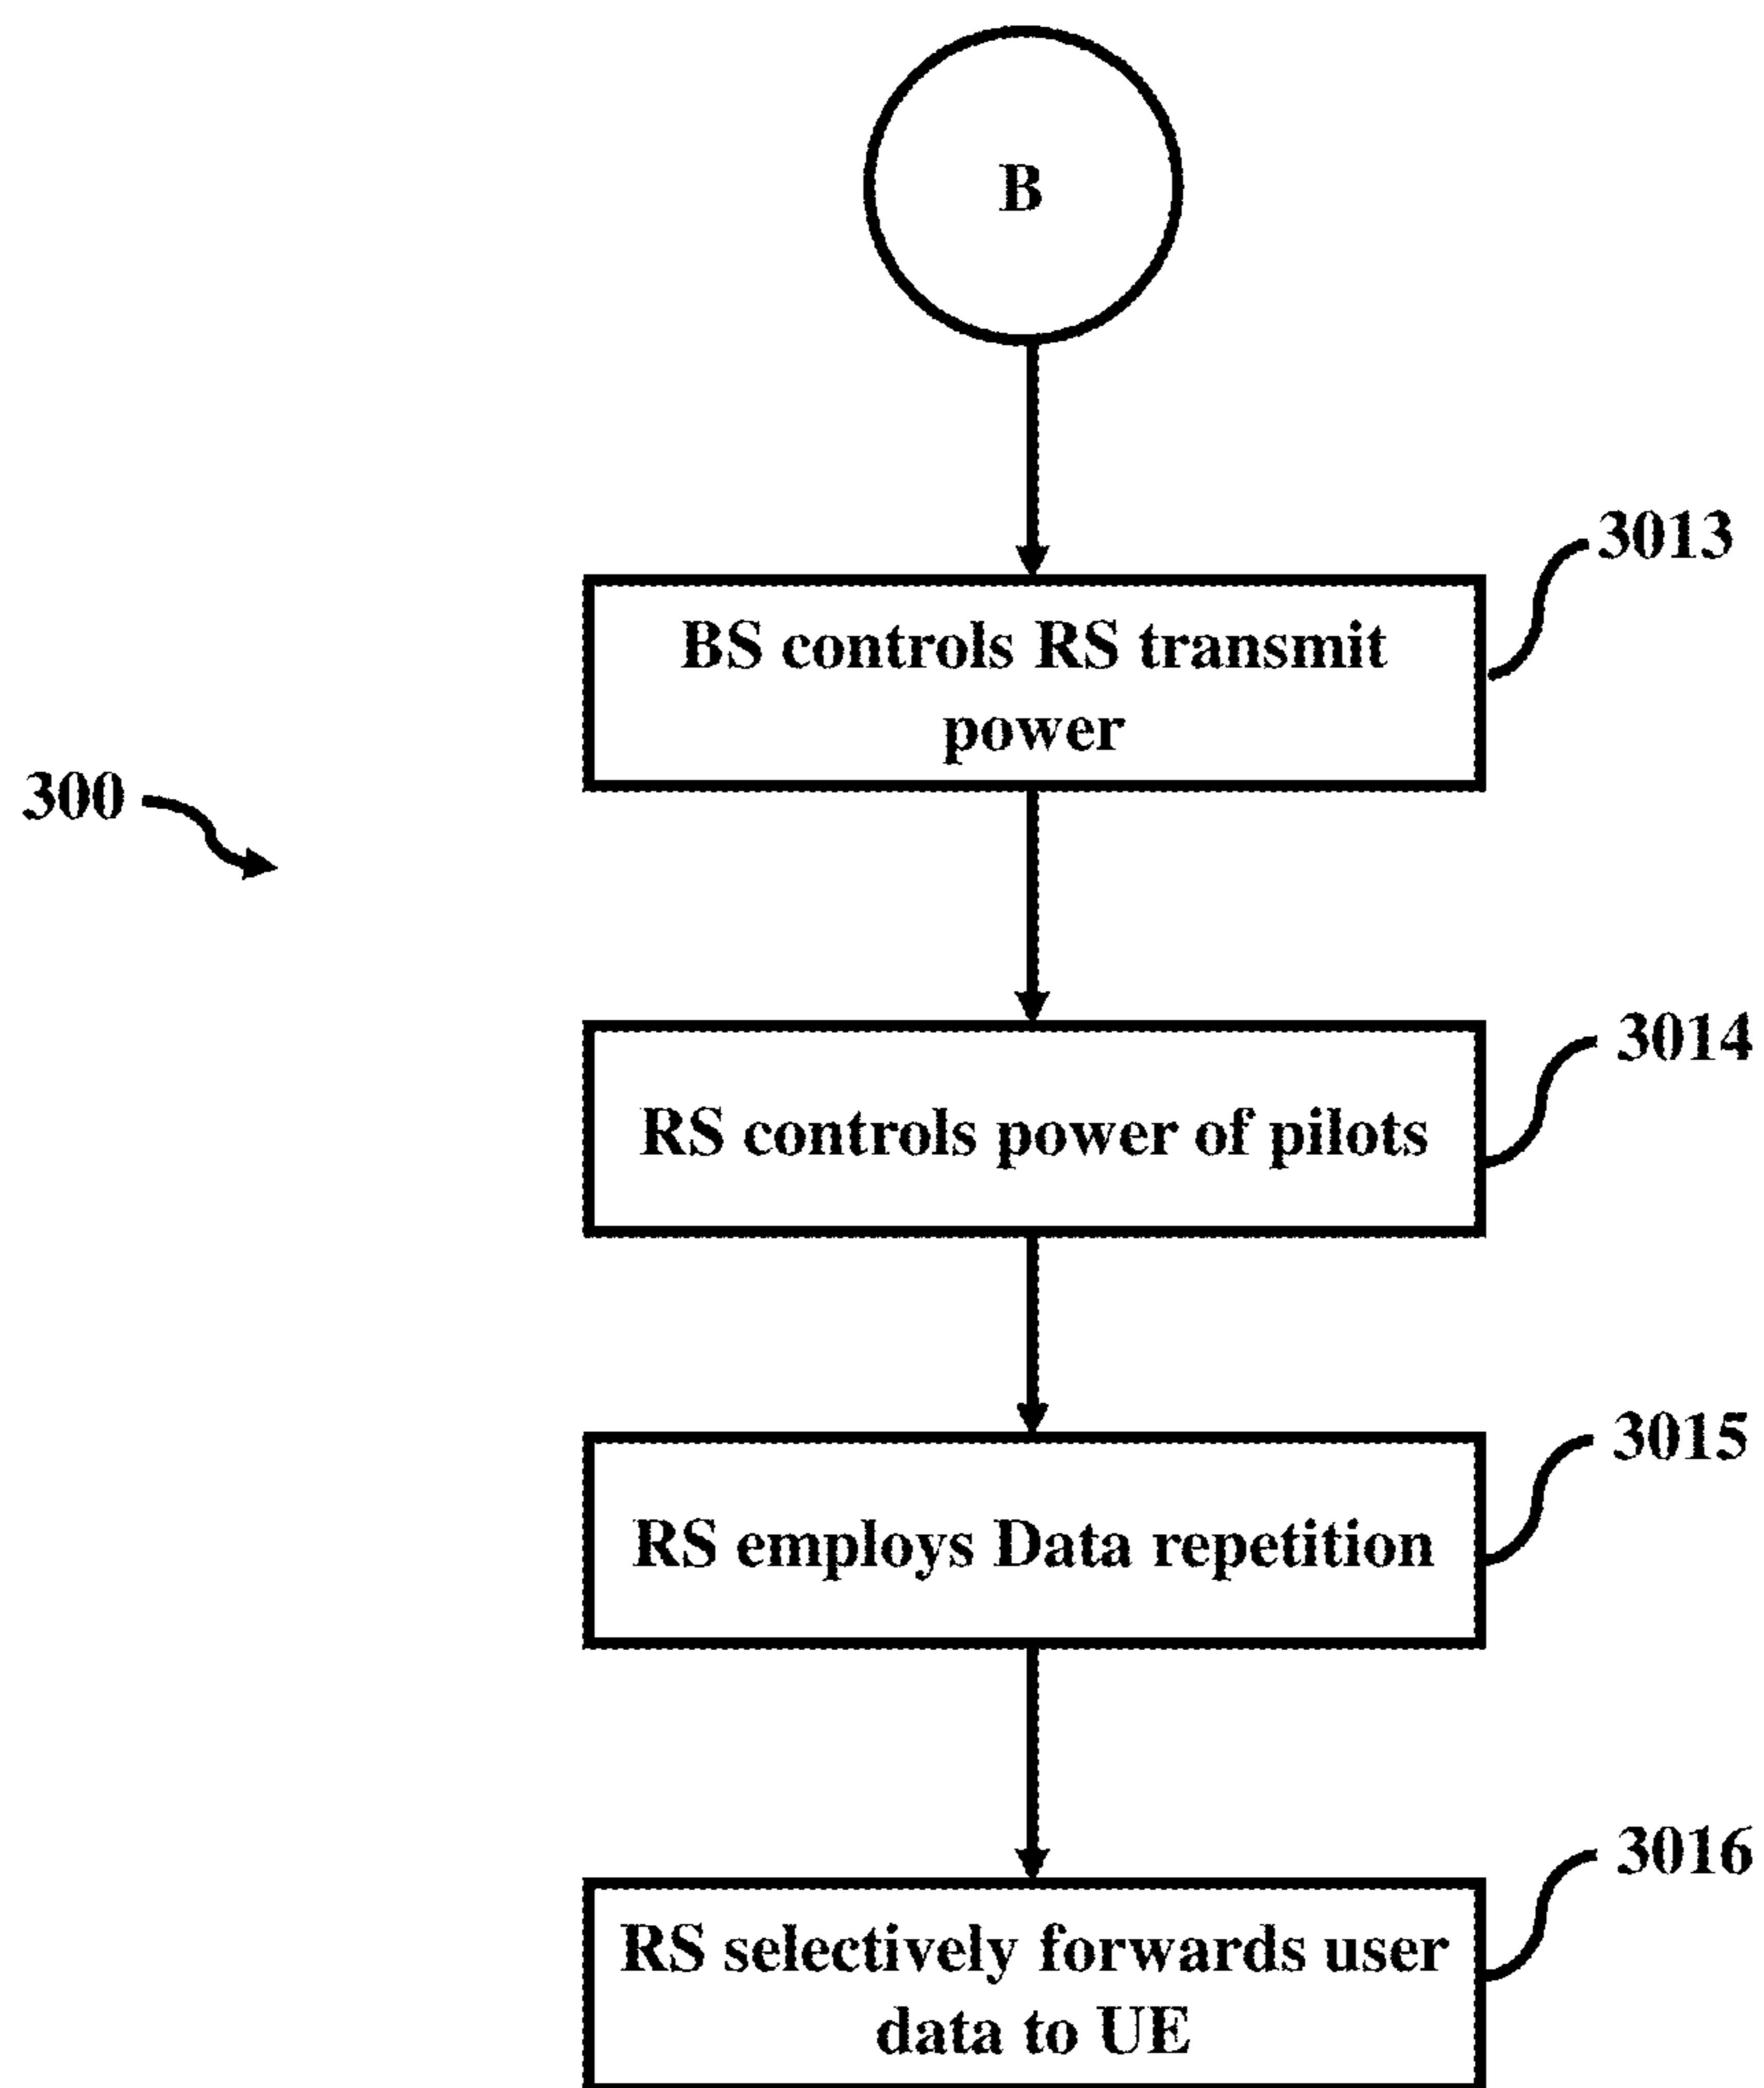 B
3013
BS controls RS transmit
power
300
3014
RS controls power of pilots
3015
RS employs Data repetition
3016
RS selectively forwards user
data to UE